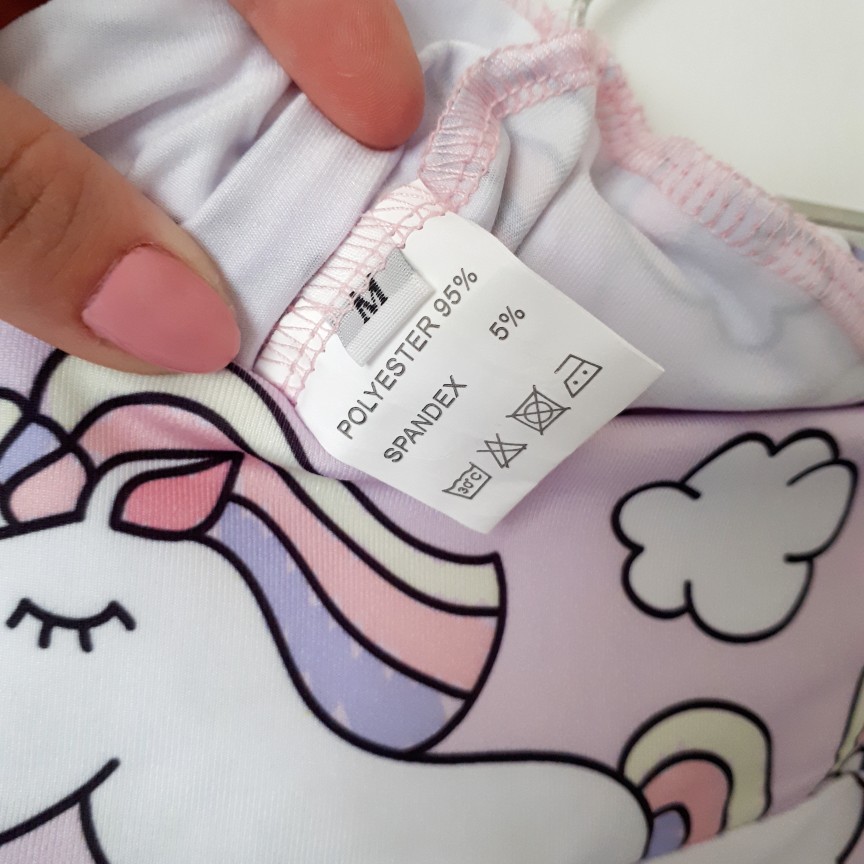 M
POLYESTER 95%
SPANDEX 5%
30°C